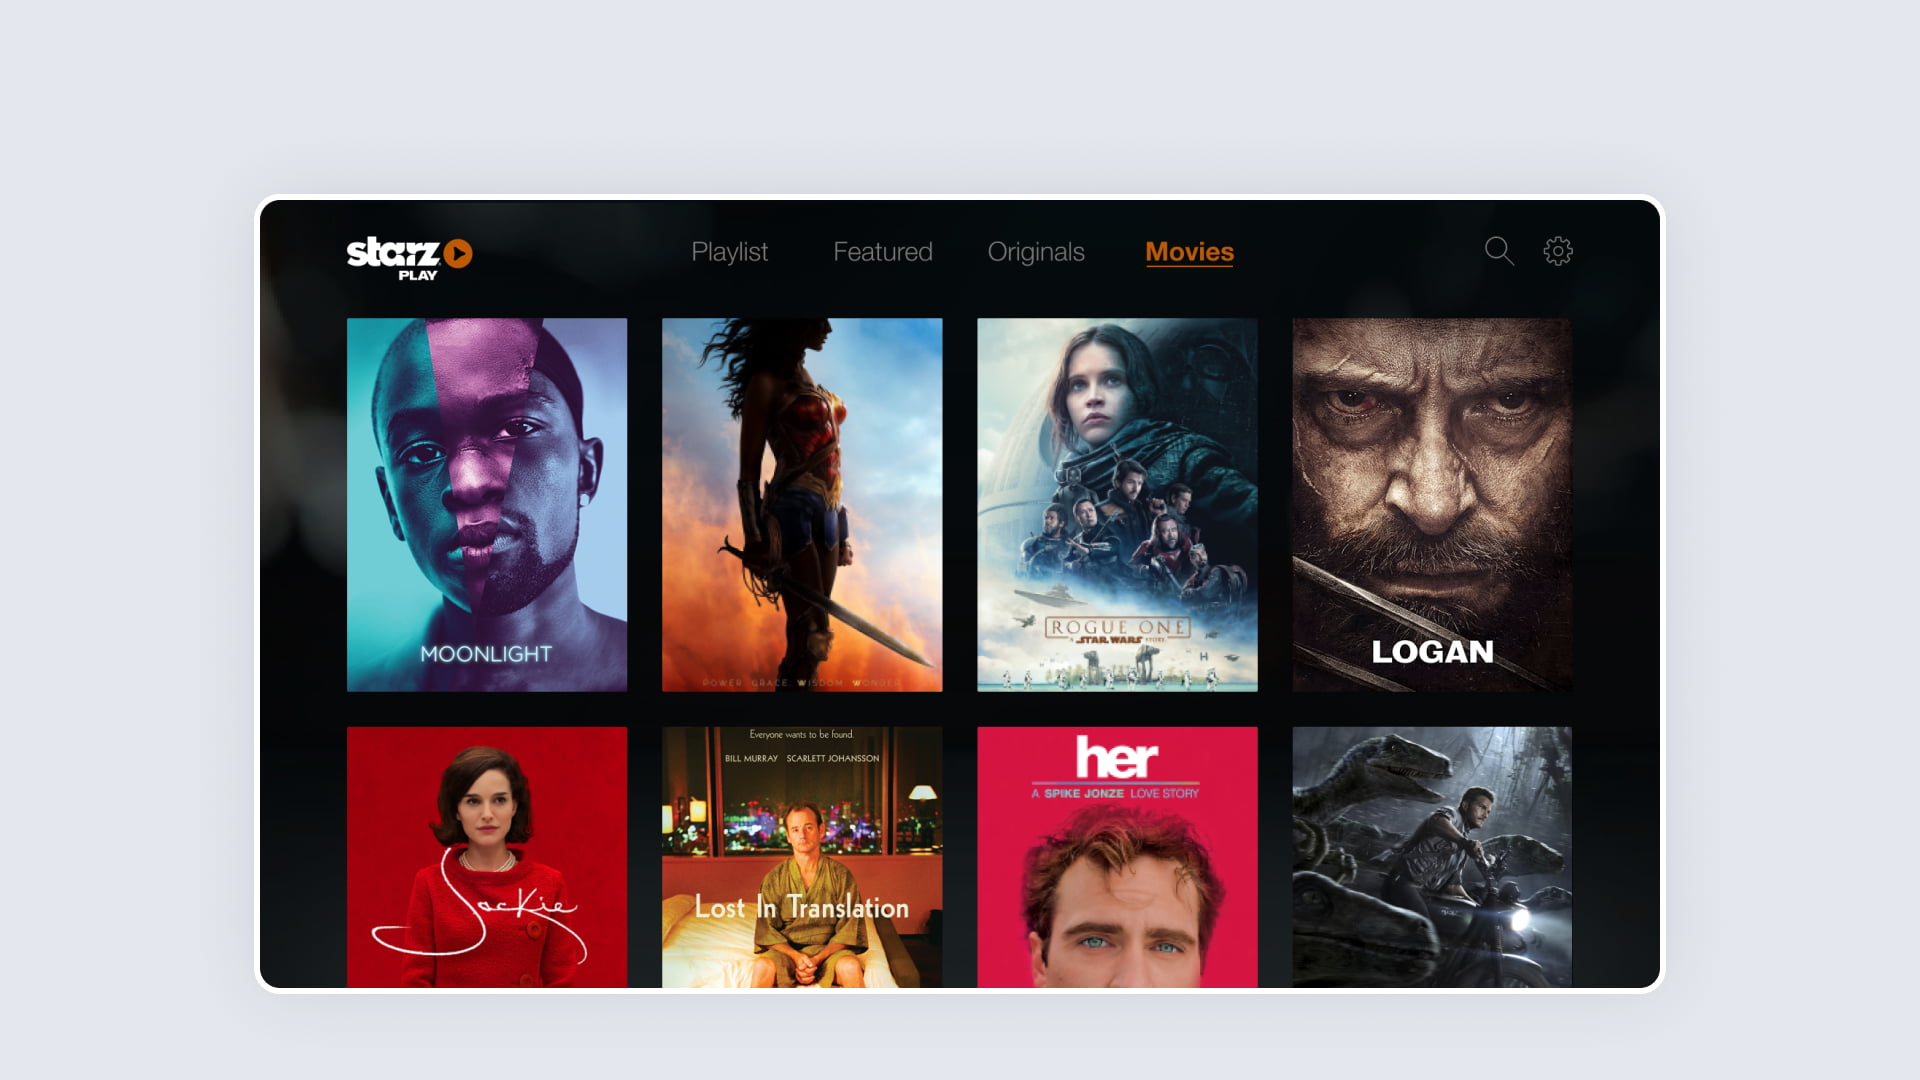 starz
PLAY
Playlist
Featured
Originals
Movies
MOONLIGHT
POWER GRACE WISDOM WONDER
ROGUE ONE
A STAR WARS STORY
LOGAN
Jackie
Everyone wants to be found.
BILL MURRAY SCARLETT JOHANSSON
Lost In Translation
her
A SPIKE JONZE LOVE STORY